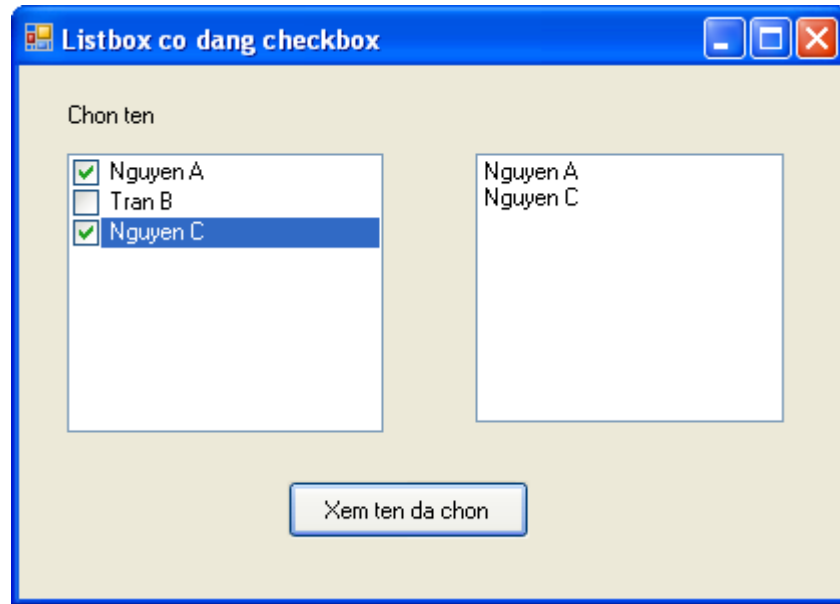 Listbox co dang checkbox
Chon ten
Nguyen A
Tran B
Nguyen C
Nguyen A
Nguyen C
Xem ten da chon